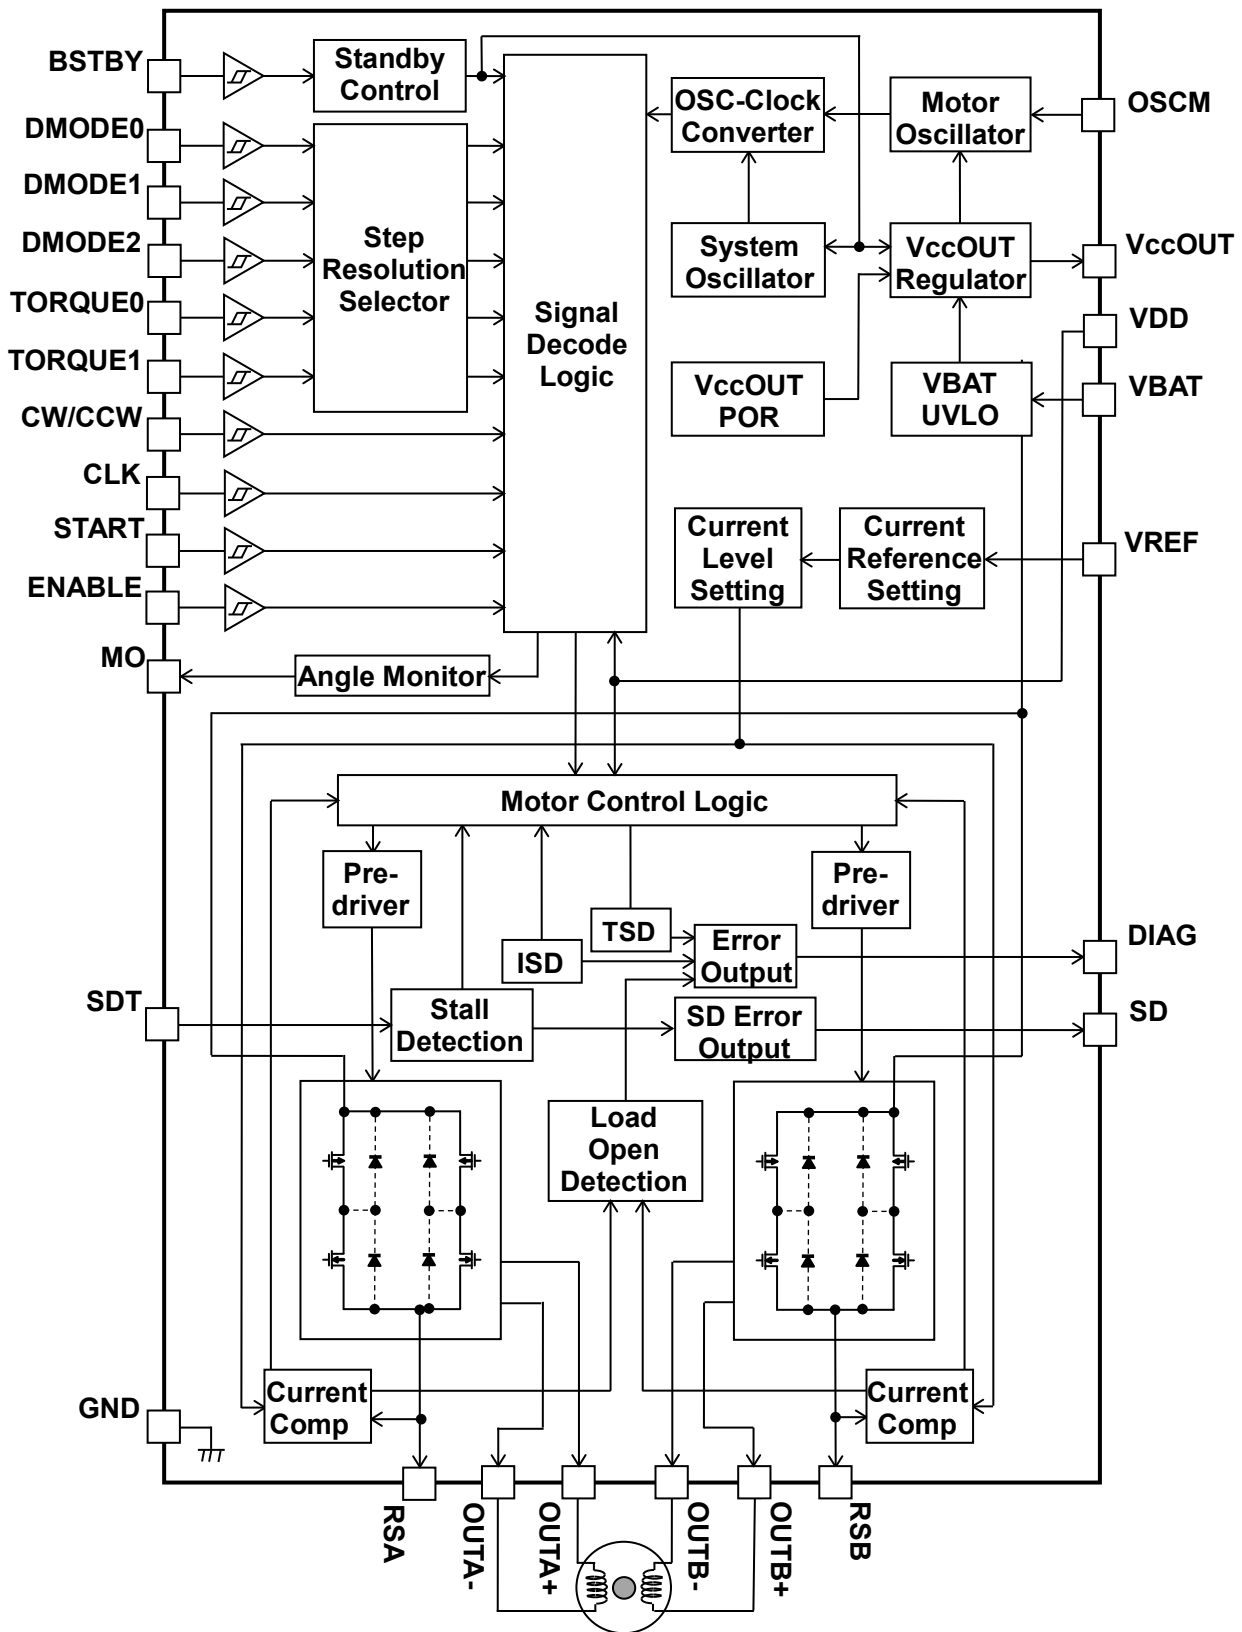 BSTBY
DMODE0
DMODE1
DMODE2
TORQUE0
TORQUE1
CW/CCW
CLK
START
ENABLE
MO
SDT
GND
Standby
Control
Step
Resolution
Selector
Signal
Decode
Logic
Angle Monitor
OSC-Clock
Converter
Motor
Oscillator
System
Oscillator
VccOUT
Regulator
VccOUT
POR
VBAT
UVLO
Current
Level
Setting
Current
Reference
Setting
OSCM
VccOUT
VDD
VBAT
VREF
DIAG
SD
Motor Control Logic
Pre-
driver
Pre-
driver
TSD
ISD
Error
Output
Stall
Detection
SD Error
Output
Load
Open
Detection
Current
Comp
Current
Comp
RSA
OUTA-
OUTA+
OUTB-
OUTB+
RSB